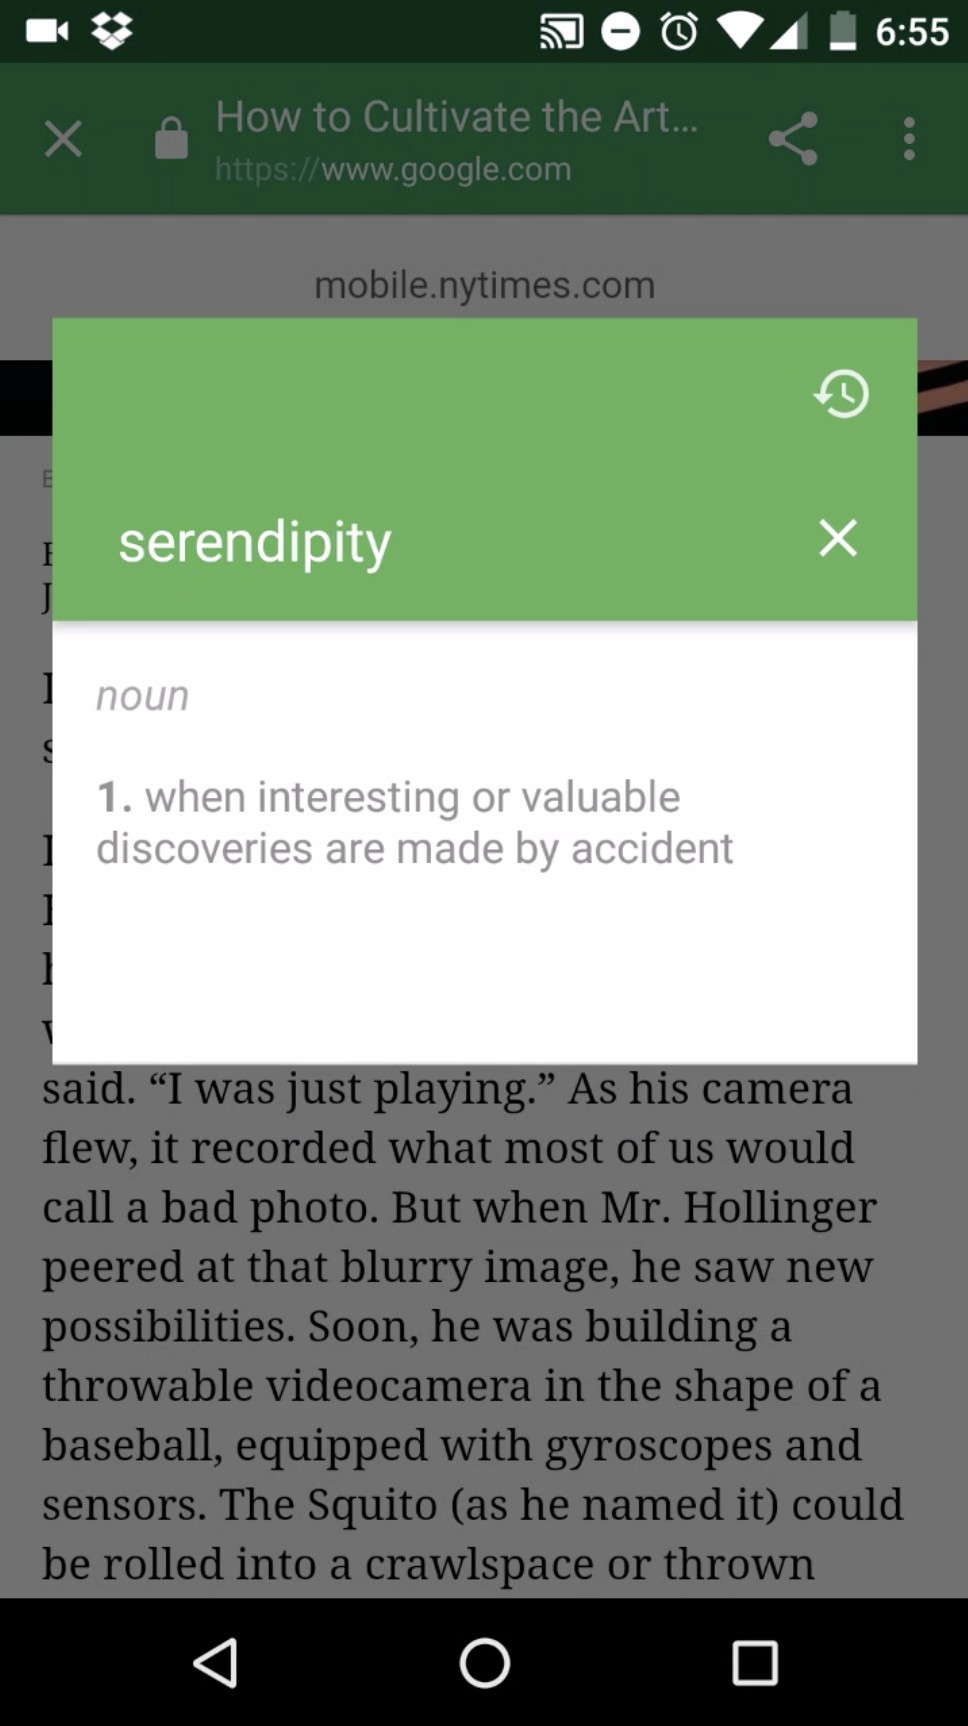 6:55
How to Cultivate the Art...
https://www.google.com
mobile.nytimes.com
serendipity
noun
1. when interesting or valuable
discoveries are made by accident
said. “I was just playing.” As his camera
flew, it recorded what most of us would
call a bad photo. But when Mr. Hollinger
peered at that blurry image, he saw new
possibilities. Soon, he was building a
throwable videocamera in the shape of a
baseball, equipped with gyroscopes and
sensors. The Squito (as he named it) could
be rolled into a crawlspace or thrown